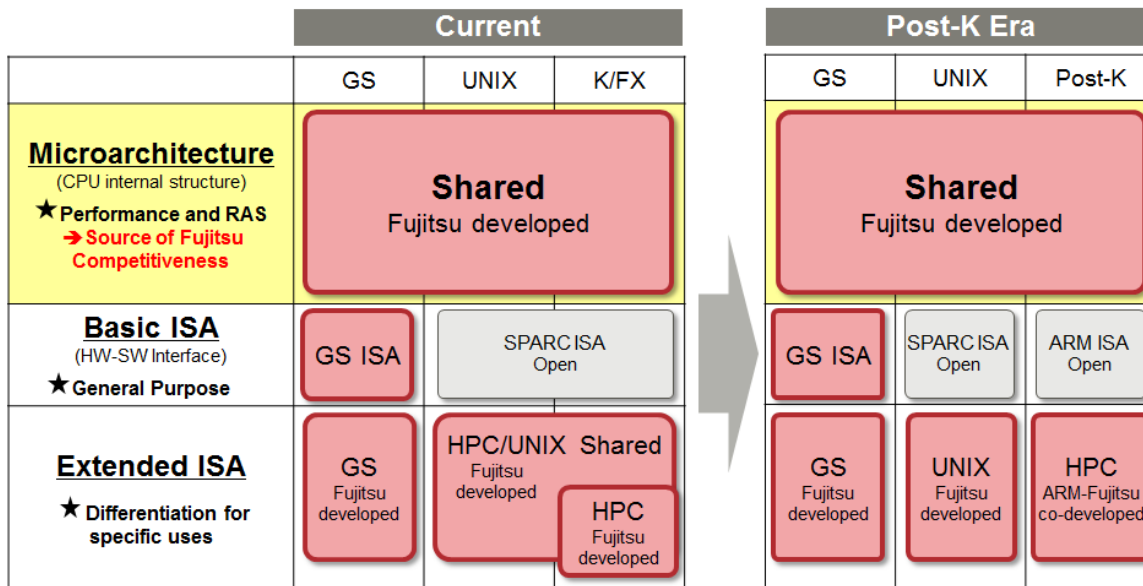 Current
Post-K Era
GS
UNIX
K/FX
GS
UNIX
Post-K
Microarchitecture
(CPU internal structure)
★ Performance and RAS
➔ Source of Fujitsu
Competitiveness
Shared
Fujitsu developed
Shared
Fujitsu developed
Basic ISA
(HW-SW Interface)
★ General Purpose
GS ISA
SPARC ISA
Open
GS ISA
SPARC ISA
Open
ARM ISA
Open
Extended ISA
★ Differentiation for
specific uses
GS
Fujitsu
developed
HPC/UNIX Shared
Fujitsu
developed
HPC
Fujitsu
developed
GS
Fujitsu
developed
UNIX
Fujitsu
developed
HPC
ARM-Fujitsu
co-developed